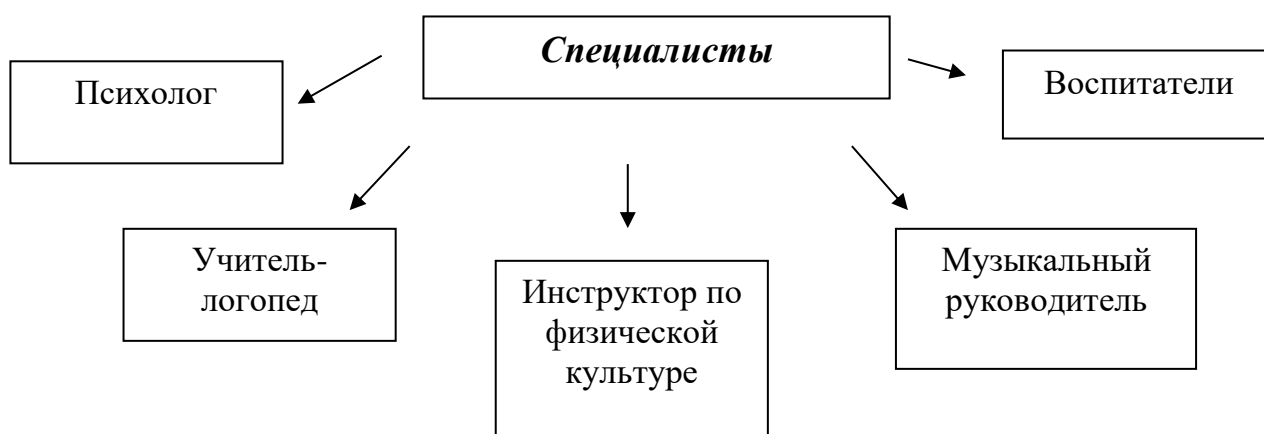 Специалисты
Психолог
Воспитатели
Учитель-
логопед
Инструктор по
физической
культуре
Музыкальный
руководитель